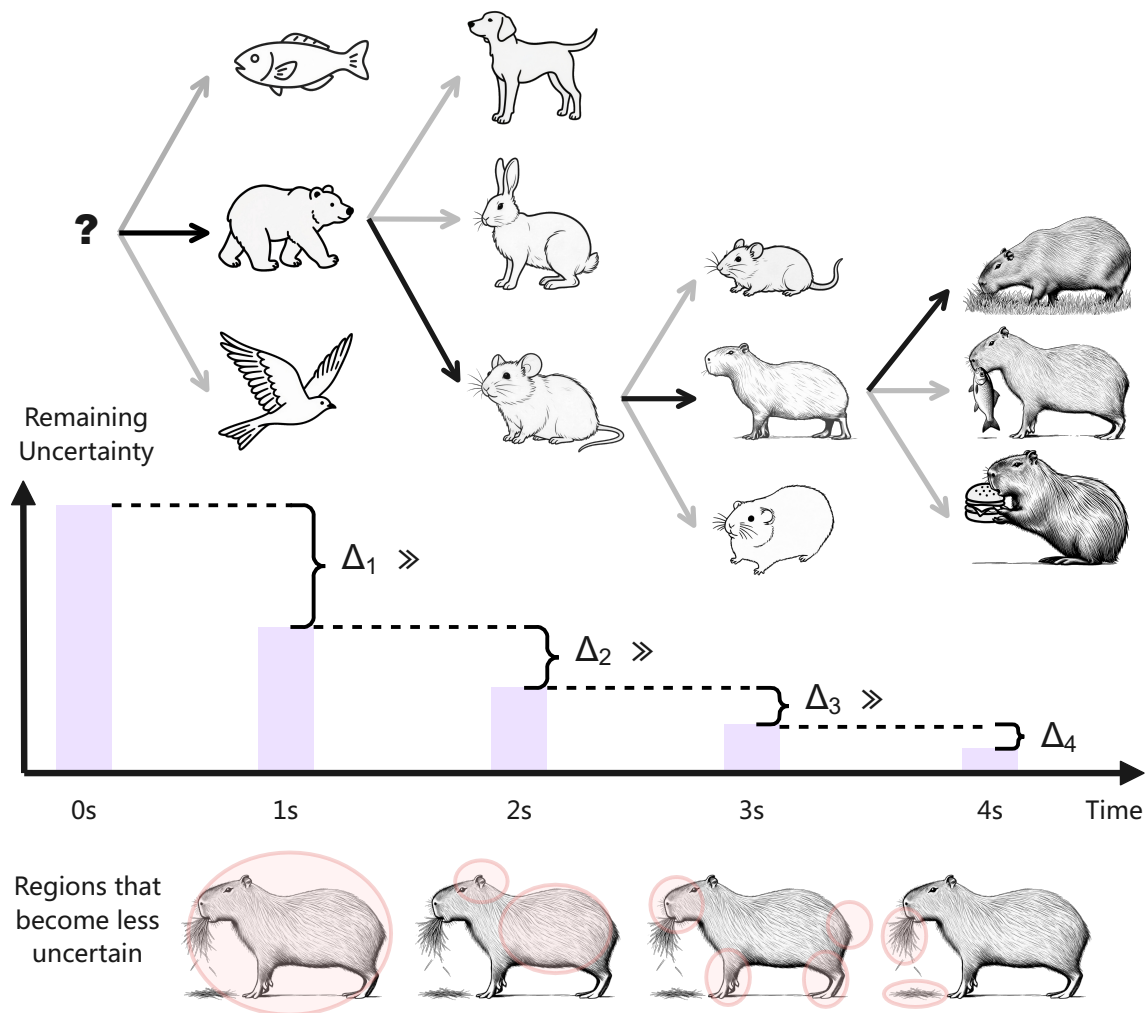 ?
Remaining
Uncertainty
Δ₁ ≫
Δ₂ ≫
Δ₃ ≫
Δ₄
0s 1s 2s 3s 4s Time
Regions that
become less
uncertain